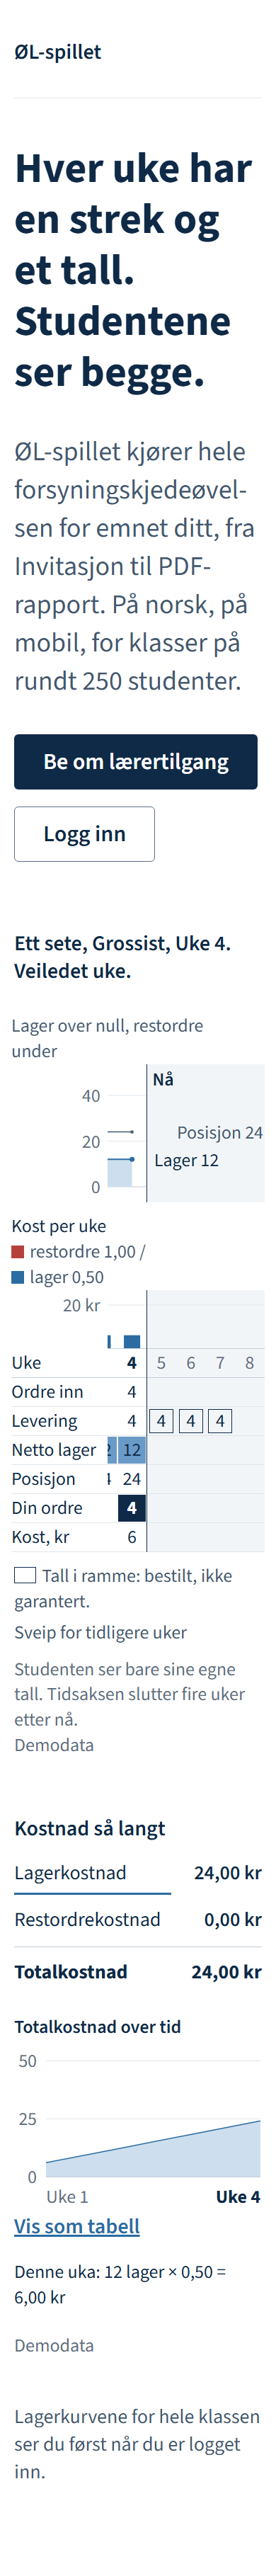 ØL-spillet
Hver uke har
en strek og
et tall.
Studentene
ser begge.
ØL-spillet kjører hele
forsyningskjedeøvel-
sen for emnet ditt, fra
Invitasjon til PDF-
rapport. På norsk, på
mobil, for klasser på
rundt 250 studenter.
Be om lærertilgang
Logg inn
Ett sete, Grossist, Uke 4.
Veiledet uke.
Lager over null, restordre
under
Nå
40
Posisjon 24
20
Lager 12
0
Kost per uke
restordre 1,00 /
lager 0,50
20 kr
Uke 4 5 6 7 8
Ordre inn 4
Levering 4 4 4 4
Netto lager 12
Posisjon 24
Din ordre 4
Kost, kr 6
Tall i ramme: bestilt, ikke
garantert.
Sveip for tidligere uker
Studenten ser bare sine egne
tall. Tidsaksen slutter fire uker
etter nå.
Demodata
Kostnad så langt
Lagerkostnad 24,00 kr
Restordrekostnad 0,00 kr
Totalkostnad 24,00 kr
Totalkostnad over tid
50
25
0
Uke 1 Uke 4
Vis som tabell
Denne uka: 12 lager × 0,50 =
6,00 kr
Demodata
Lagerkurvene for hele klassen
ser du først når du er logget
inn.